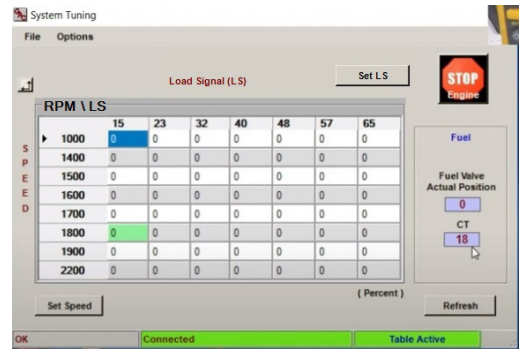 System Tuning
File Options
Load Signal (LS)
Set LS
STOP
Engine
RPM \ LS
15 23 32 40 48 57 65
1000 0 0 0 0 0 0 0
1400 0 0 0 0 0 0 0
1500 0 0 0 0 0 0 0
1600 0 0 0 0 0 0 0
1700 0 0 0 0 0 0 0
1800 0 0 0 0 0 0 0
1900 0 0 0 0 0 0 0
2200 0 0 0 0 0 0 0
SPEED
Fuel
Fuel Valve
Actual Position
0
CT
18
( Percent )
Set Speed
Refresh
OK Connected Table Active